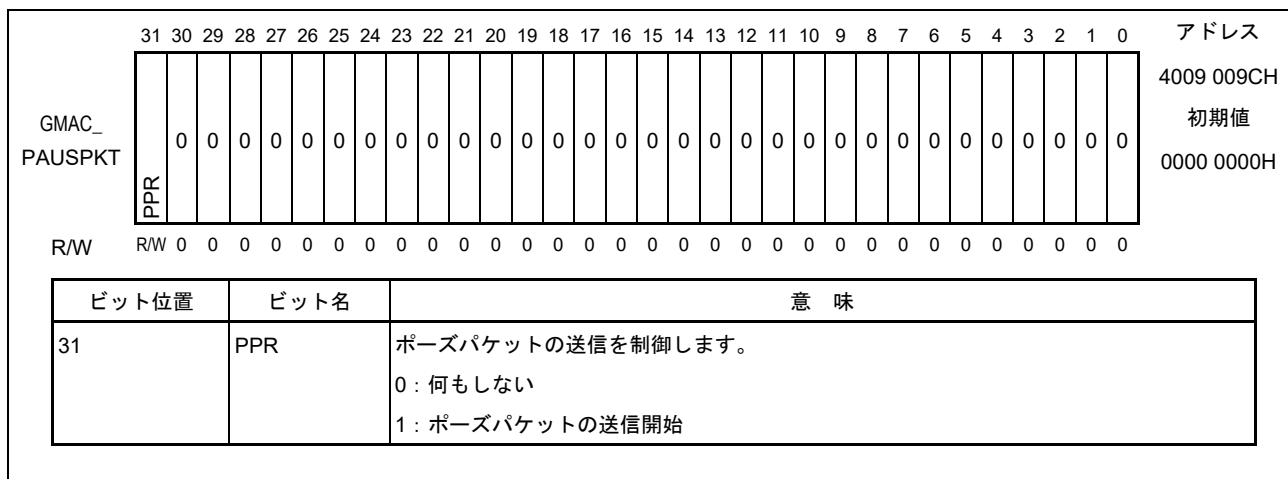 31 30 29 28 27 26 25 24 23 22 21 20 19 18 17 16 15 14 13 12 11 10 9 8 7 6 5 4 3 2 1 0 アドレス
4009 009CH
GMAC_
PAUSPKT
PPR
0 0 0 0 0 0 0 0 0 0 0 0 0 0 0 0 0 0 0 0 0 0 0 0 0 0 0 0 0 0 0
初期値
0000 0000H
R/W R/W 0 0 0 0 0 0 0 0 0 0 0 0 0 0 0 0 0 0 0 0 0 0 0 0 0 0 0 0 0 0 0
ビット位置 ビット名 意 味
31 PPR ポーズパケットの送信を制御します。
0：何もしない
1：ポーズパケットの送信開始